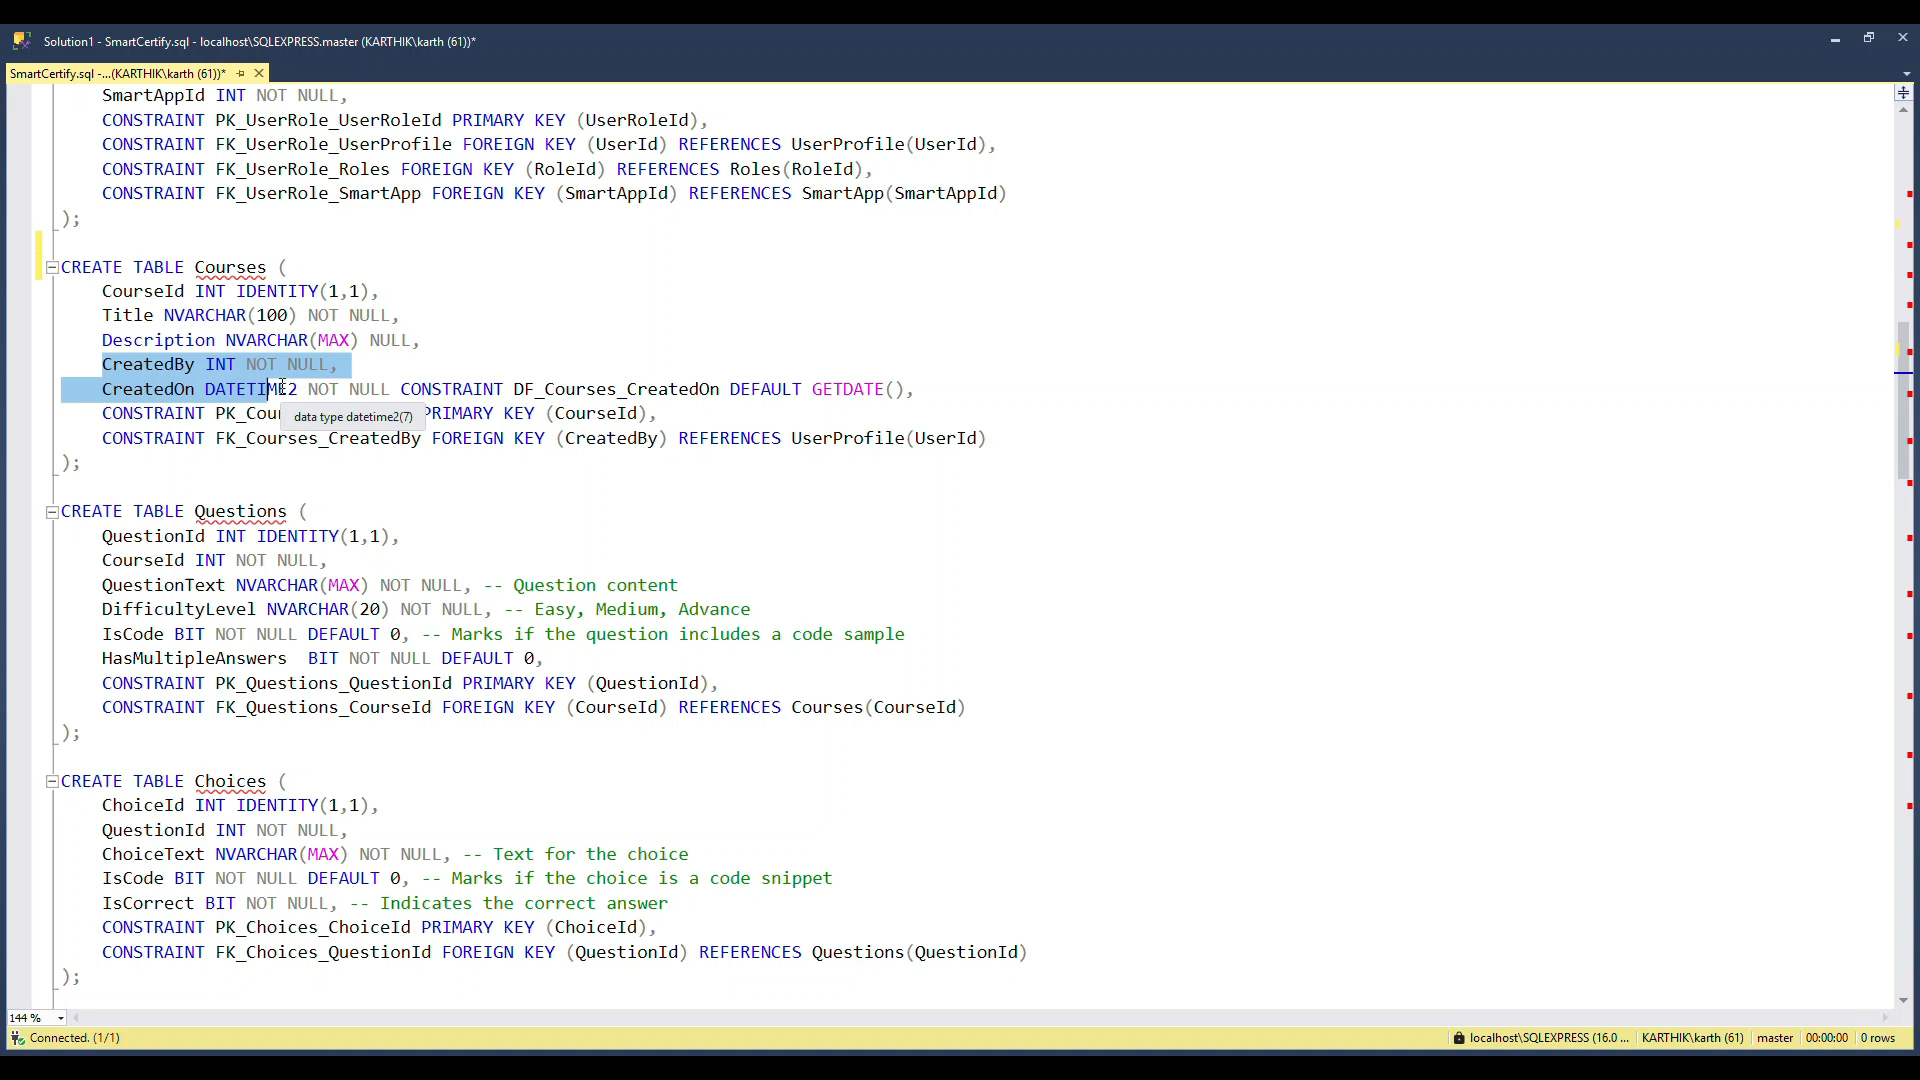 Solution1 - SmartCertify.sql - localhost\SQLEXPRESS.master (KARTHIK\karth (61))*
SmartCertify.sql -...(KARTHIK\karth (61))*
SmartAppId INT NOT NULL,
CONSTRAINT PK_UserRole_UserRoleId PRIMARY KEY (UserRoleId),
CONSTRAINT FK_UserRole_UserProfile FOREIGN KEY (UserId) REFERENCES UserProfile(UserId),
CONSTRAINT FK_UserRole_Roles FOREIGN KEY (RoleId) REFERENCES Roles(RoleId),
CONSTRAINT FK_UserRole_SmartApp FOREIGN KEY (SmartAppId) REFERENCES SmartApp(SmartAppId)
);
CREATE TABLE Courses (
CourseId INT IDENTITY(1,1),
Title NVARCHAR(100) NOT NULL,
Description NVARCHAR(MAX) NULL,
CreatedBy INT NOT NULL,
CreatedOn DATETIME2 NOT NULL CONSTRAINT DF_Courses_CreatedOn DEFAULT GETDATE(),
CONSTRAINT PK_Cou PRIMARY KEY (CourseId),
data type datetime2(7)
CONSTRAINT FK_Courses_CreatedBy FOREIGN KEY (CreatedBy) REFERENCES UserProfile(UserId)
);
CREATE TABLE Questions (
QuestionId INT IDENTITY(1,1),
CourseId INT NOT NULL,
QuestionText NVARCHAR(MAX) NOT NULL, -- Question content
DifficultyLevel NVARCHAR(20) NOT NULL, -- Easy, Medium, Advance
IsCode BIT NOT NULL DEFAULT 0, -- Marks if the question includes a code sample
HasMultipleAnswers  BIT NOT NULL DEFAULT 0,
CONSTRAINT PK_Questions_QuestionId PRIMARY KEY (QuestionId),
CONSTRAINT FK_Questions_CourseId FOREIGN KEY (CourseId) REFERENCES Courses(CourseId)
);
CREATE TABLE Choices (
ChoiceId INT IDENTITY(1,1),
QuestionId INT NOT NULL,
ChoiceText NVARCHAR(MAX) NOT NULL, -- Text for the choice
IsCode BIT NOT NULL DEFAULT 0, -- Marks if the choice is a code snippet
IsCorrect BIT NOT NULL, -- Indicates the correct answer
CONSTRAINT PK_Choices_ChoiceId PRIMARY KEY (ChoiceId),
CONSTRAINT FK_Choices_QuestionId FOREIGN KEY (QuestionId) REFERENCES Questions(QuestionId)
);
144 %
Connected. (1/1)
localhost\SQLEXPRESS (16.0 ...
KARTHIK\karth (61)
master
00:00:00
0 rows